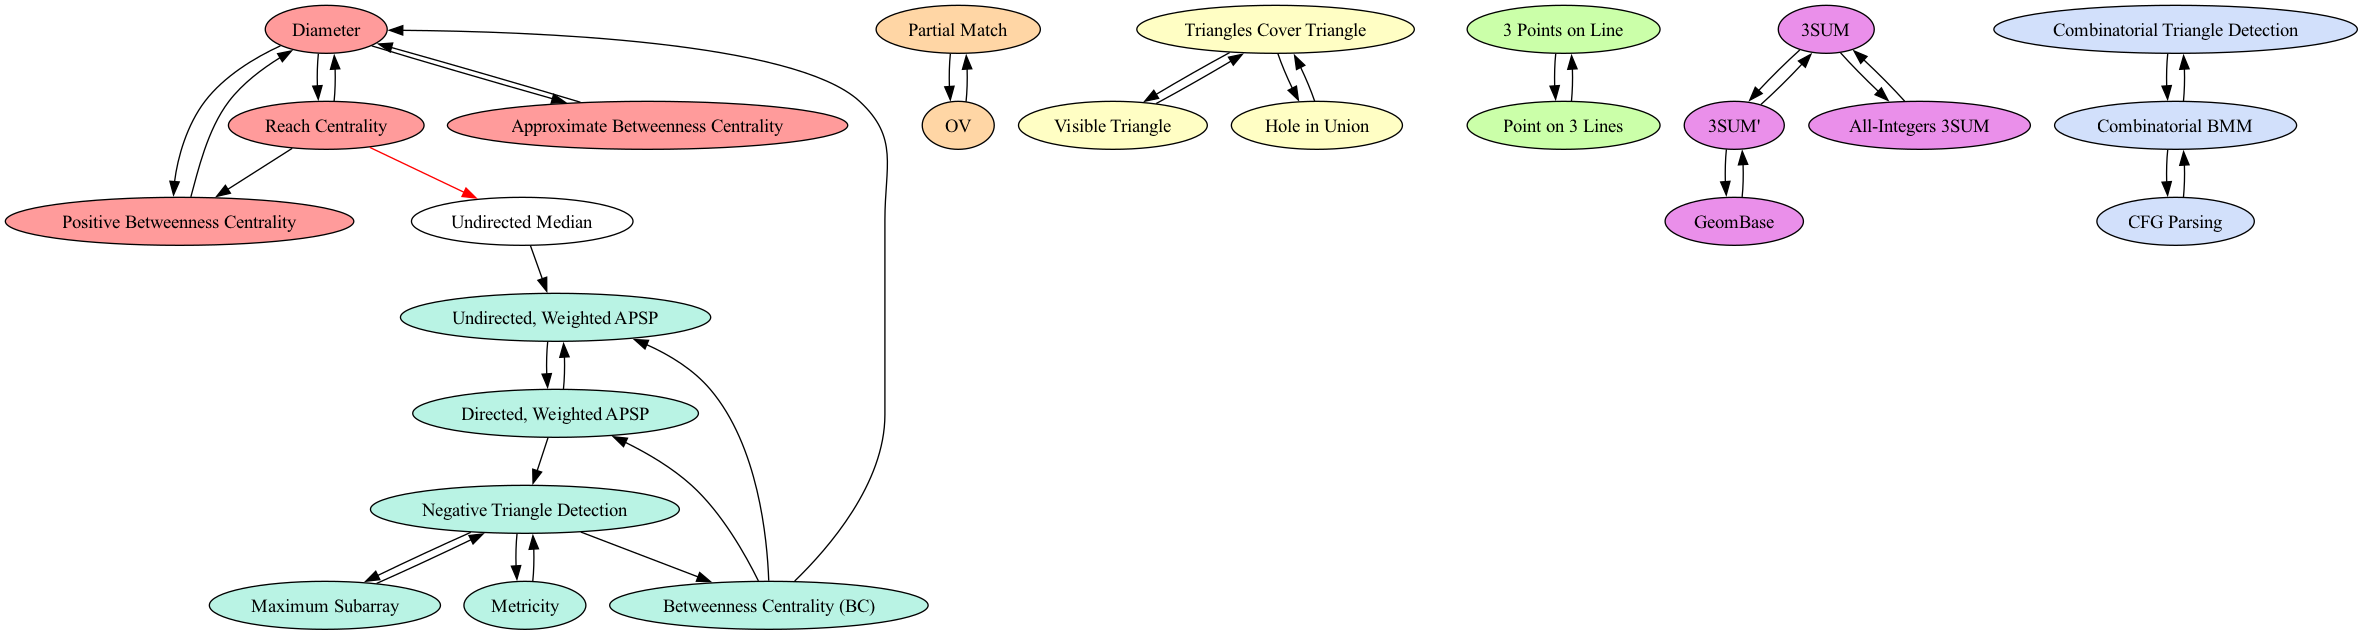 Diameter
Partial Match
Triangles Cover Triangle
3 Points on Line
3SUM
Combinatorial Triangle Detection
Reach Centrality
Approximate Betweenness Centrality
OV
Visible Triangle
Hole in Union
Point on 3 Lines
3SUM'
All-Integers 3SUM
Combinatorial BMM
Positive Betweenness Centrality
Undirected Median
GeomBase
CFG Parsing
Undirected, Weighted APSP
Directed, Weighted APSP
Negative Triangle Detection
Maximum Subarray
Metricity
Betweenness Centrality (BC)